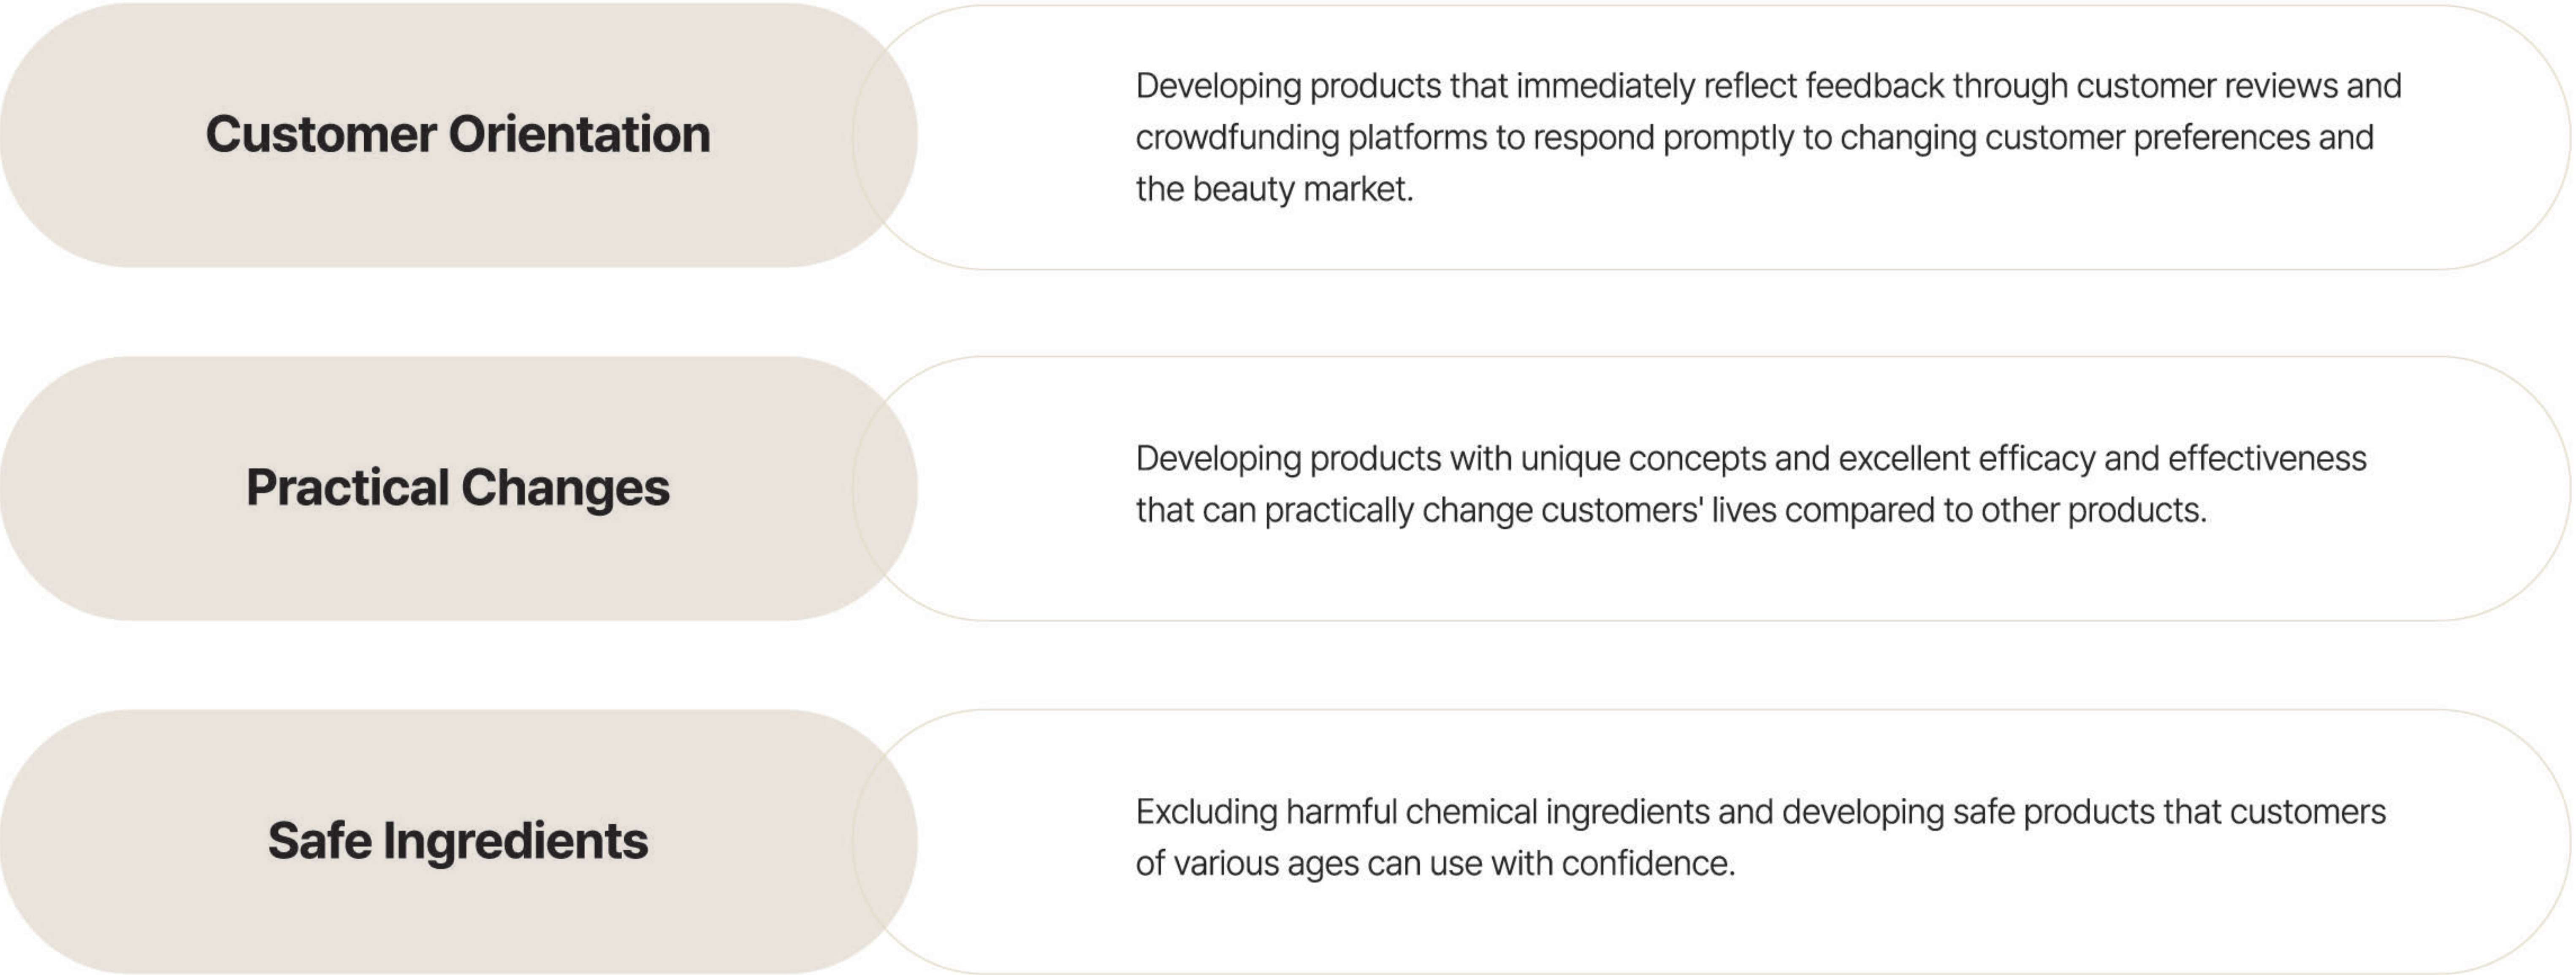 Customer Orientation
Developing products that immediately reflect feedback through customer reviews and
crowdfunding platforms to respond promptly to changing customer preferences and
the beauty market.
Practical Changes
Developing products with unique concepts and excellent efficacy and effectiveness
that can practically change customers' lives compared to other products.
Safe Ingredients
Excluding harmful chemical ingredients and developing safe products that customers
of various ages can use with confidence.